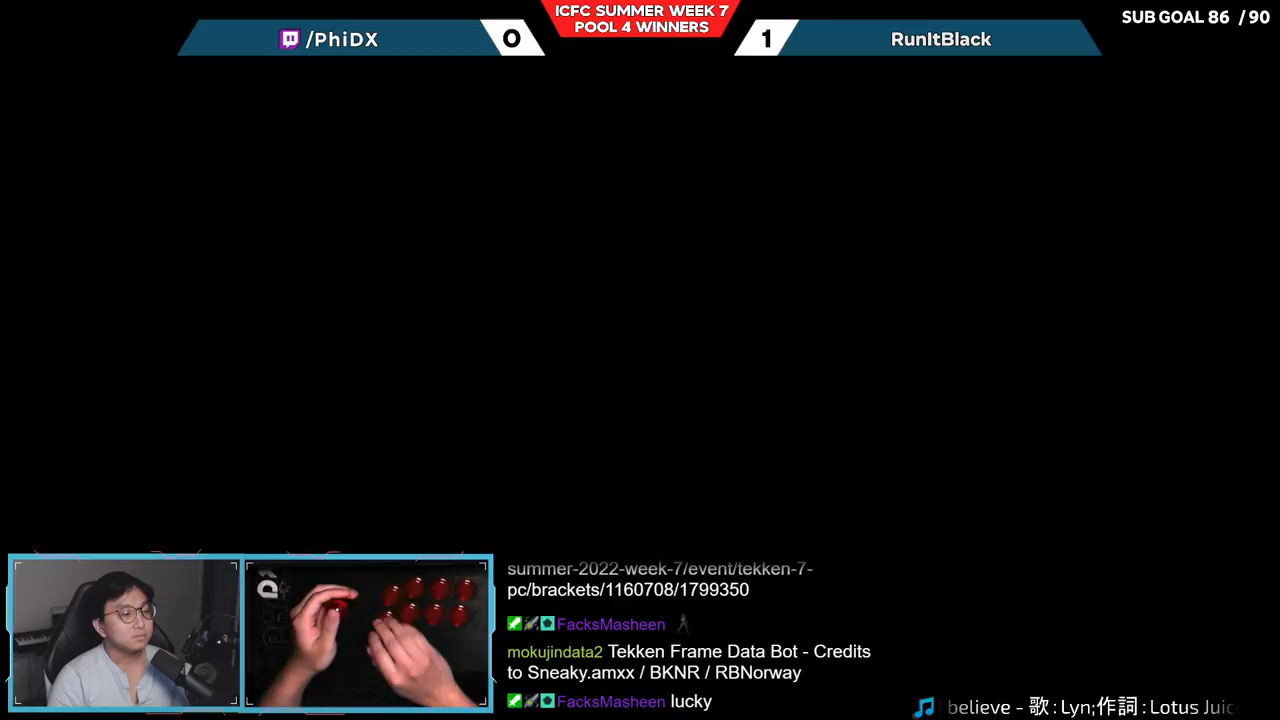 ICFC SUMMER WEEK 7
POOL 4 WINNERS
SUB GOAL 86 / 90
/PhiDX
0
1
RunItBlack
summer-2022-week-7/event/tekken-7-
pc/brackets/1160708/1799350
FacksMasheen
mokujindata2 Tekken Frame Data Bot - Credits
to Sneaky.amxx / BKNR / RBNorway
FacksMasheen lucky
believe - 歌 : Lyn;作詞 : Lotus Juic